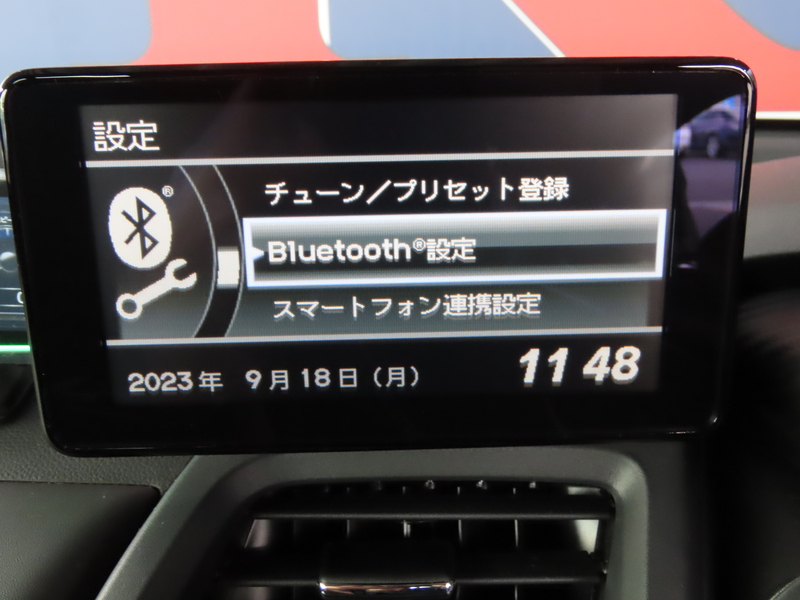 設定
チューン／プリセット登録
Bluetooth®設定
スマートフォン連携設定
2023年 9月18日（月） 11 48